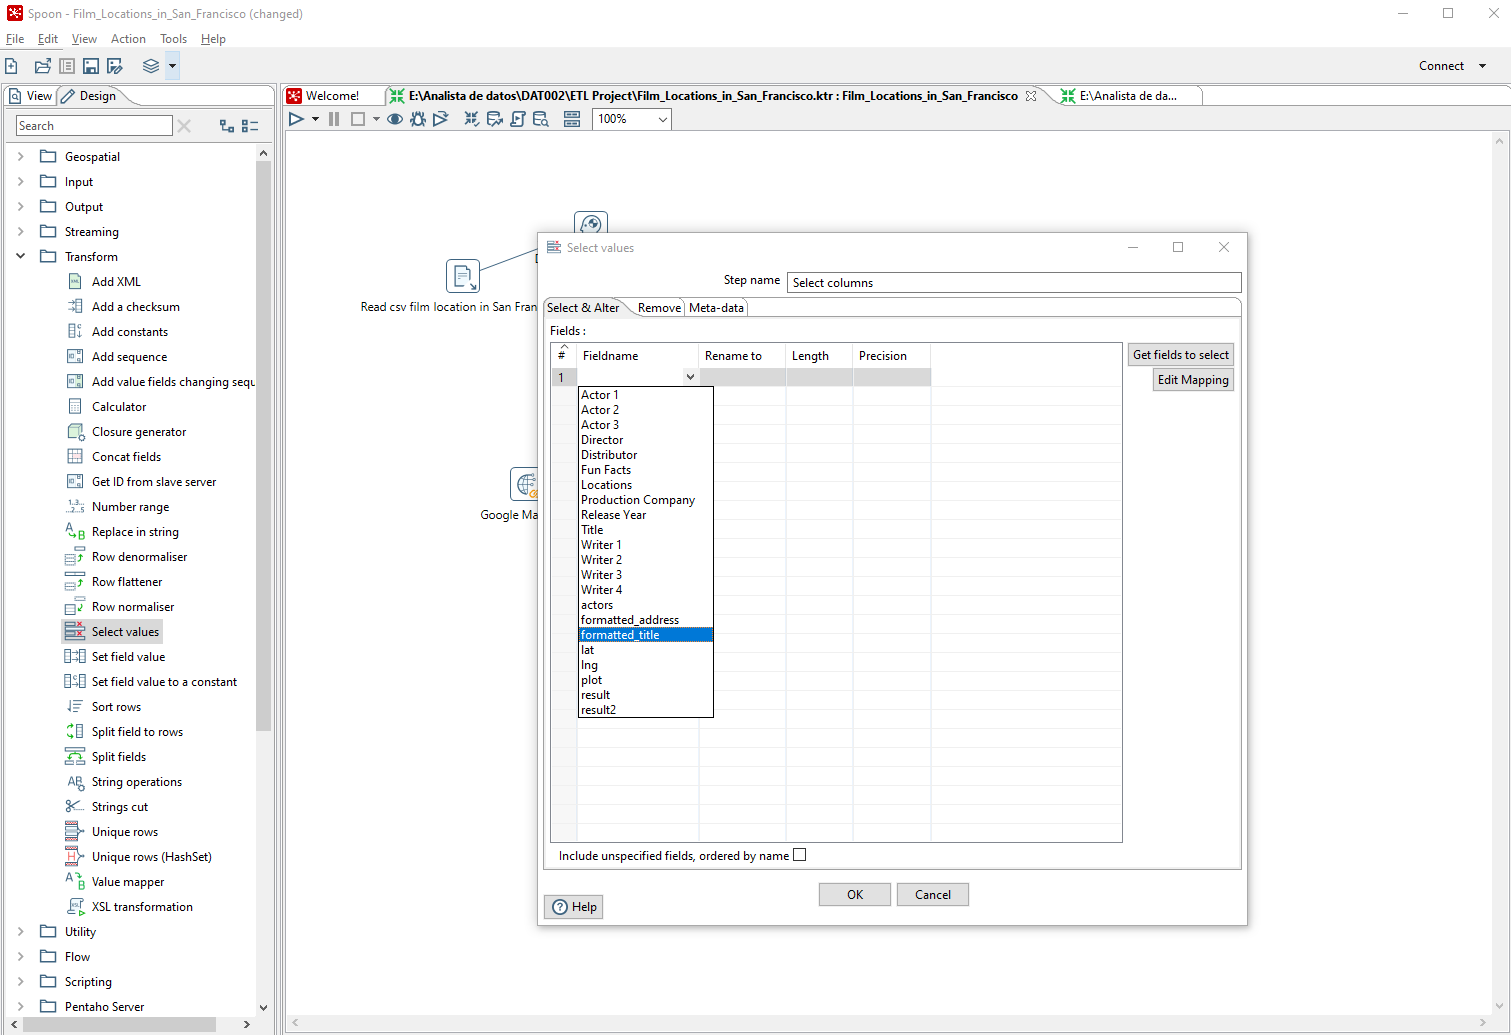 Spoon - Film_Locations_in_San_Francisco (changed)
File Edit View Action Tools Help
Connect
View Design
Welcome! E:\Analista de datos\DAT002\ETL Project\Film_Locations_in_San_Francisco.ktr : Film_Locations_in_San_Francisco E:\Analista de da...
Search
100%
Geospatial
Input
Output
Streaming
Transform
Add XML
Add a checksum
Add constants
Add sequence
Add value fields changing sequ
Calculator
Closure generator
Concat fields
Get ID from slave server
Number range
Replace in string
Row denormaliser
Row flattener
Row normaliser
Select values
Set field value
Set field value to a constant
Sort rows
Split field to rows
Split fields
String operations
Strings cut
Unique rows
Unique rows (HashSet)
Value mapper
XSL transformation
Utility
Flow
Scripting
Pentaho Server
Read csv film location in San Fran
Google Ma
Select values
Step name Select columns
Select & Alter Remove Meta-data
Fields :
# Fieldname Rename to Length Precision
1
Actor 1
Actor 2
Actor 3
Director
Distributor
Fun Facts
Locations
Production Company
Release Year
Title
Writer 1
Writer 2
Writer 3
Writer 4
actors
formatted_address
formatted_title
lat
lng
plot
result
result2
Get fields to select
Edit Mapping
Include unspecified fields, ordered by name
OK Cancel
Help